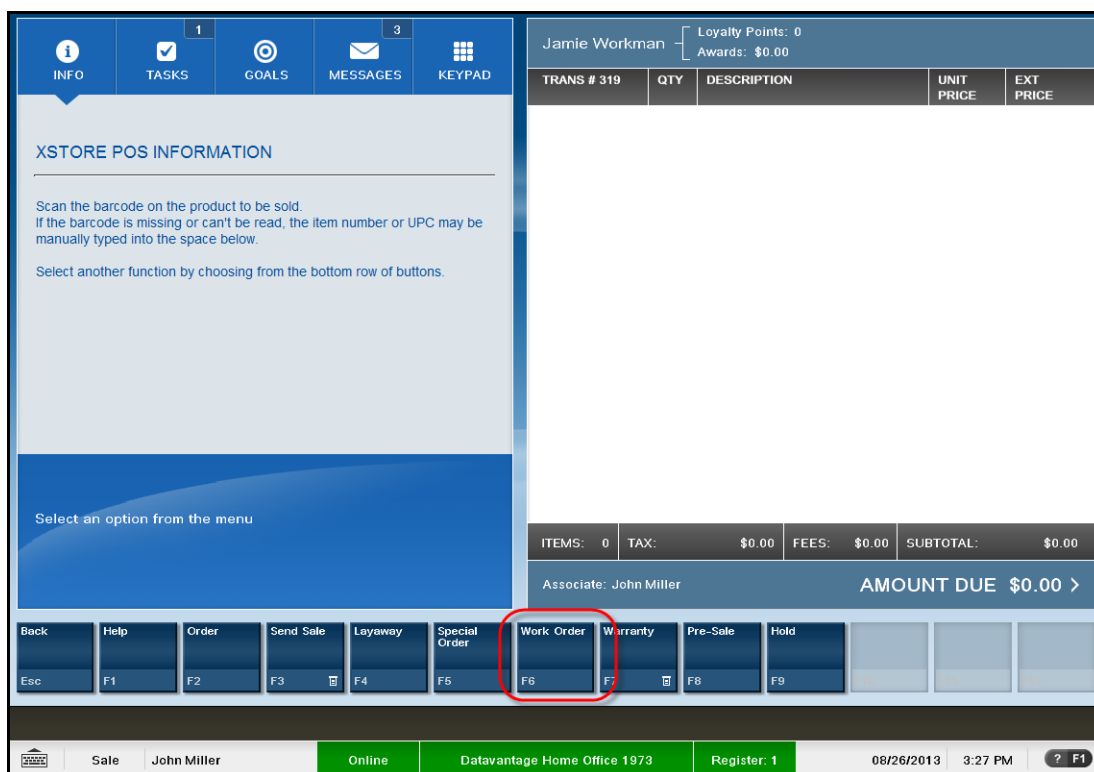 1
3
INFO
TASKS
GOALS
MESSAGES
KEYPAD
XSTORE POS INFORMATION
Scan the barcode on the product to be sold.
If the barcode is missing or can't be read, the item number or UPC may be
manually typed into the space below.
Select another function by choosing from the bottom row of buttons.
Select an option from the menu
Jamie Workman
Loyalty Points: 0
Awards: $0.00
TRANS # 319 QTY DESCRIPTION UNIT PRICE EXT PRICE
ITEMS: 0 TAX: $0.00 FEES: $0.00 SUBTOTAL: $0.00
Associate: John Miller AMOUNT DUE $0.00 >
Back Help Order Send Sale Layaway Special Order Work Order Warranty Pre-Sale Hold
Esc F1 F2 F3 F4 F5 F6 F7 F8 F9
Sale John Miller Online Datavantage Home Office 1973 Register: 1 08/26/2013 3:27 PM ? F1